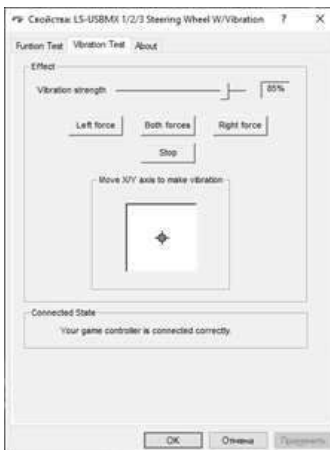 Свойства: LS-USBMX 1/2/3 Steering Wheel W/Vibration ? X
Funtion Test Vibration Test About
Effect
Vibration strength 85%
Left force Both forces Right force
Stop
Move X/Y axis to make vibration
Connected State
Your game controller is connected correctly.
OK Отмена Применить